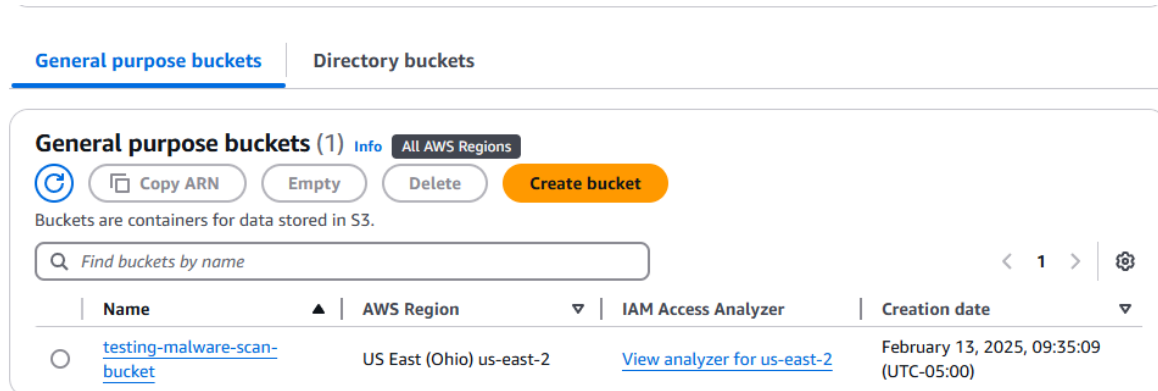 General purpose buckets
Directory buckets
General purpose buckets (1) Info All AWS Regions
Copy ARN Empty Delete Create bucket
Buckets are containers for data stored in S3.
Find buckets by name 1
Name AWS Region IAM Access Analyzer Creation date
testing-malware-scan-
bucket
US East (Ohio) us-east-2
View analyzer for us-east-2
February 13, 2025, 09:35:09
(UTC-05:00)